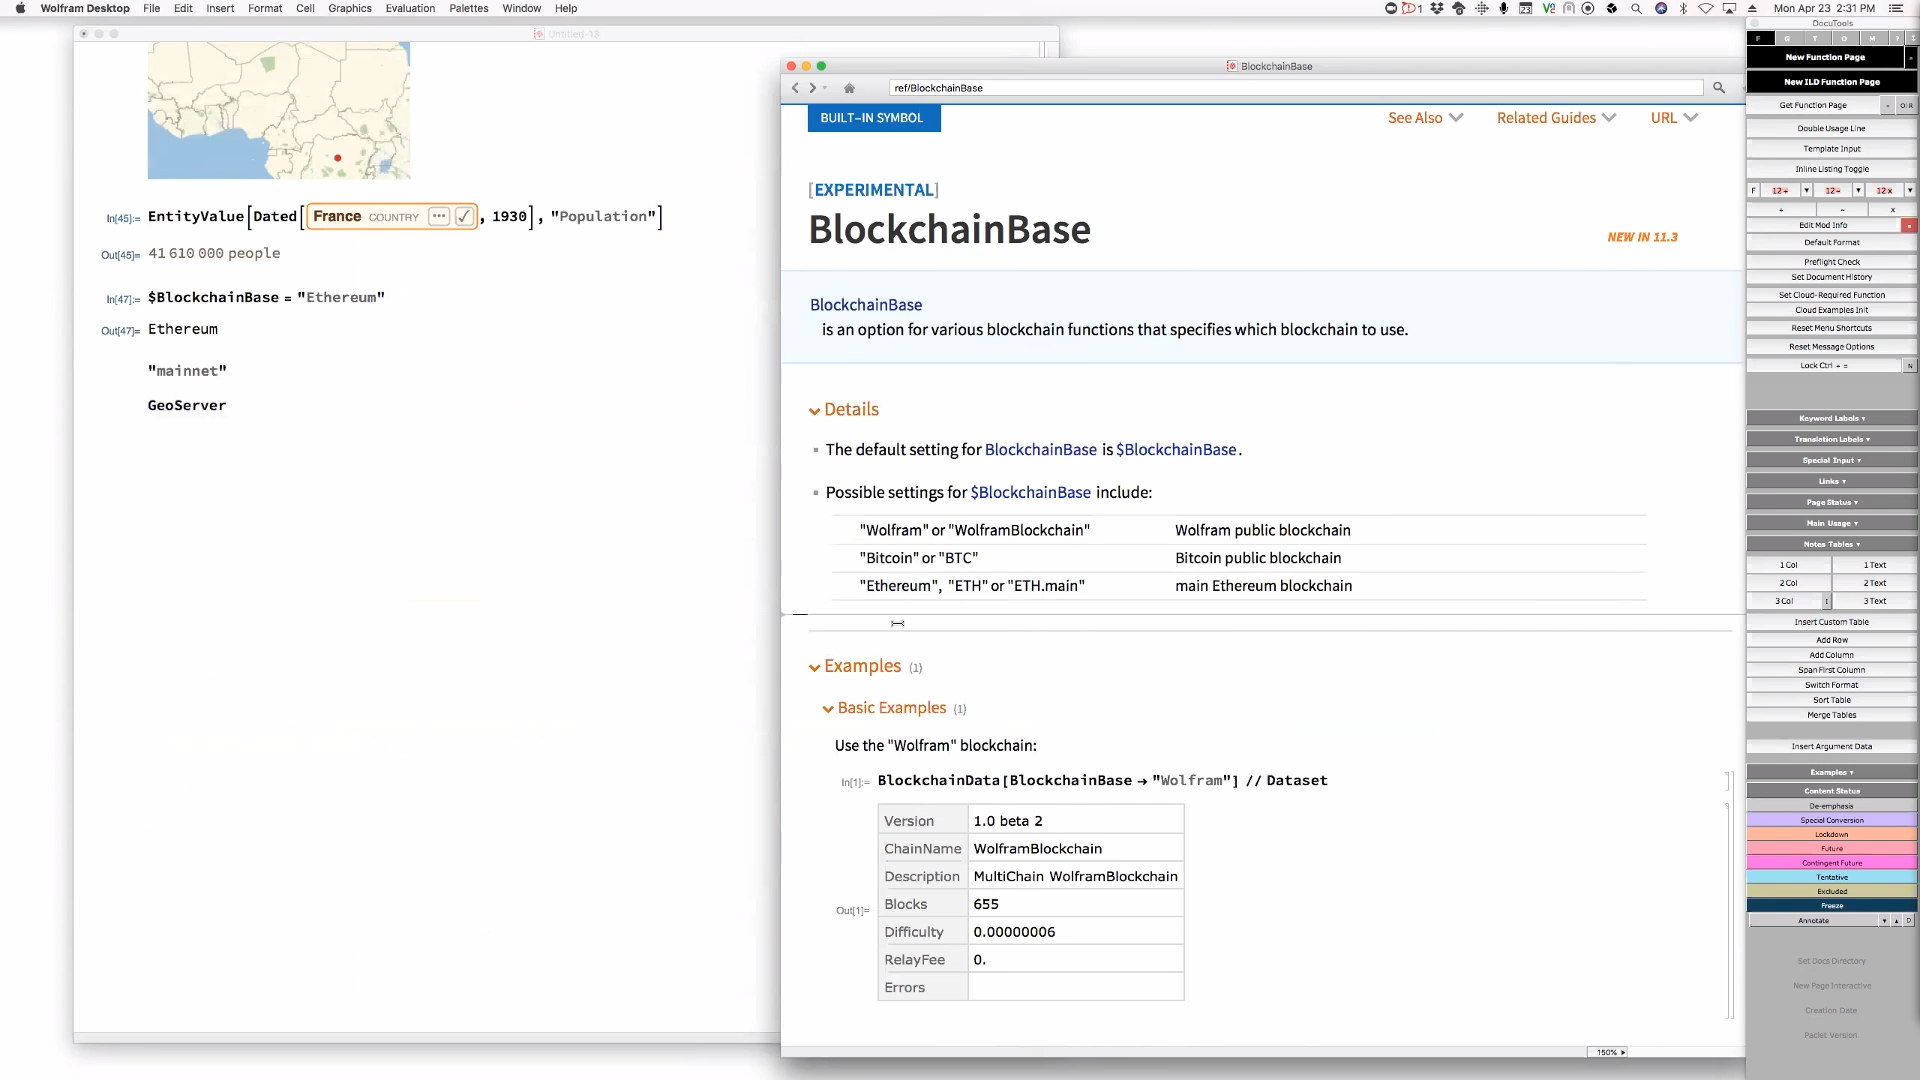 Wolfram Desktop File Edit Insert Format Cell Graphics Evaluation Palettes Window Help
1 Mon Apr 23 2:31 PM
Untitled-13
In[45]:= EntityValue[Dated[France COUNTRY, 1930], "Population"]
Out[45]= 41 610 000 people
In[47]:= $BlockchainBase = "Ethereum"
Out[47]= Ethereum
"mainnet"
GeoServer
BlockchainBase
ref/BlockchainBase
BUILT-IN SYMBOL
See Also Related Guides URL
[EXPERIMENTAL]
BlockchainBase
NEW IN 11.3
BlockchainBase
is an option for various blockchain functions that specifies which blockchain to use.
Details
The default setting for BlockchainBase is $BlockchainBase.
Possible settings for $BlockchainBase include:
"Wolfram" or "WolframBlockchain" Wolfram public blockchain
"Bitcoin" or "BTC" Bitcoin public blockchain
"Ethereum", "ETH" or "ETH.main" main Ethereum blockchain
Examples (1)
Basic Examples (1)
Use the "Wolfram" blockchain:
In[1]:= BlockchainData[BlockchainBase → "Wolfram"] // Dataset
Out[1]=
Version 1.0 beta 2
ChainName WolframBlockchain
Description MultiChain WolframBlockchain
Blocks 655
Difficulty 0.00000006
RelayFee 0.
Errors
150%
DocuTools
F G T O M ?
New Function Page
New ILD Function Page
Get Function Page
Double Usage Line
Template Input
Inline Listing Toggle
F 12+ 12− 12×
+ − x
Edit Mod Info
Default Format
Preflight Check
Set Document History
Set Cloud-Required Function
Cloud Examples Init
Reset Menu Shortcuts
Reset Message Options
Lock Ctrl + = N
Keyword Labels
Translation Labels
Special Input
Links
Page Status
Main Usage
Notes Tables
1 Col 1 Text
2 Col 2 Text
3 Col 3 Text
Insert Custom Table
Add Row
Add Column
Span First Column
Switch Format
Sort Table
Merge Tables
Insert Argument Data
Examples
Content Status
De-emphasis
Special Conversion
Lockdown
Future
Contingent Future
Tentative
Excluded
Freeze
Annotate D
Set Docs Directory
New Page Interactive
Creation Date
Paclet Version